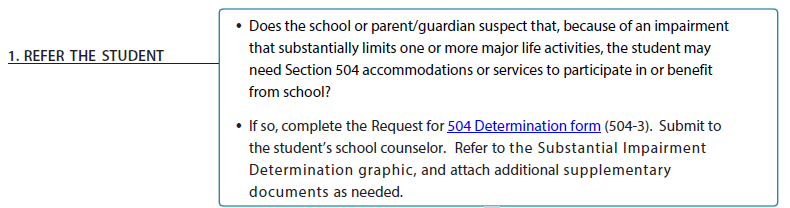 1. REFER THE STUDENT
• Does the school or parent/guardian suspect that, because of an impairment
that substantially limits one or more major life activities, the student may
need Section 504 accommodations or services to participate in or benefit
from school?
• If so, complete the Request for 504 Determination form (504-3). Submit to
the student's school counselor. Refer to the Substantial Impairment
Determination graphic, and attach additional supplementary
documents as needed.